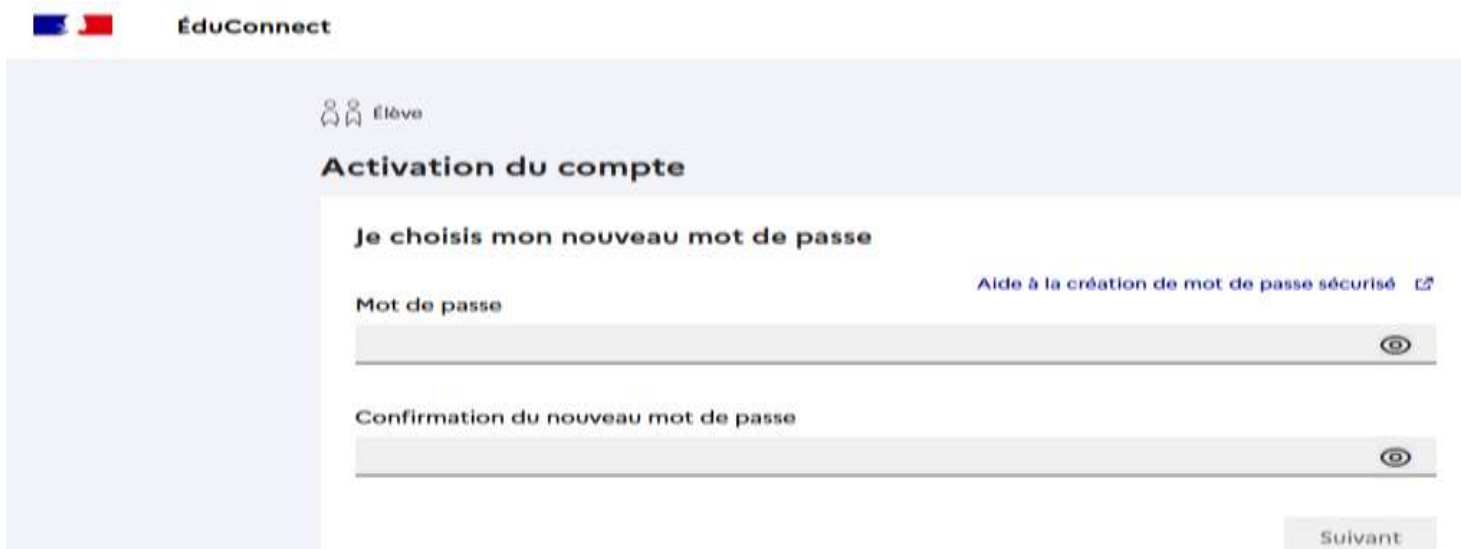 ÉduConnect
Élève
Activation du compte
Je choisis mon nouveau mot de passe
Aide à la création de mot de passe sécurisé
Mot de passe
Confirmation du nouveau mot de passe
Suivant